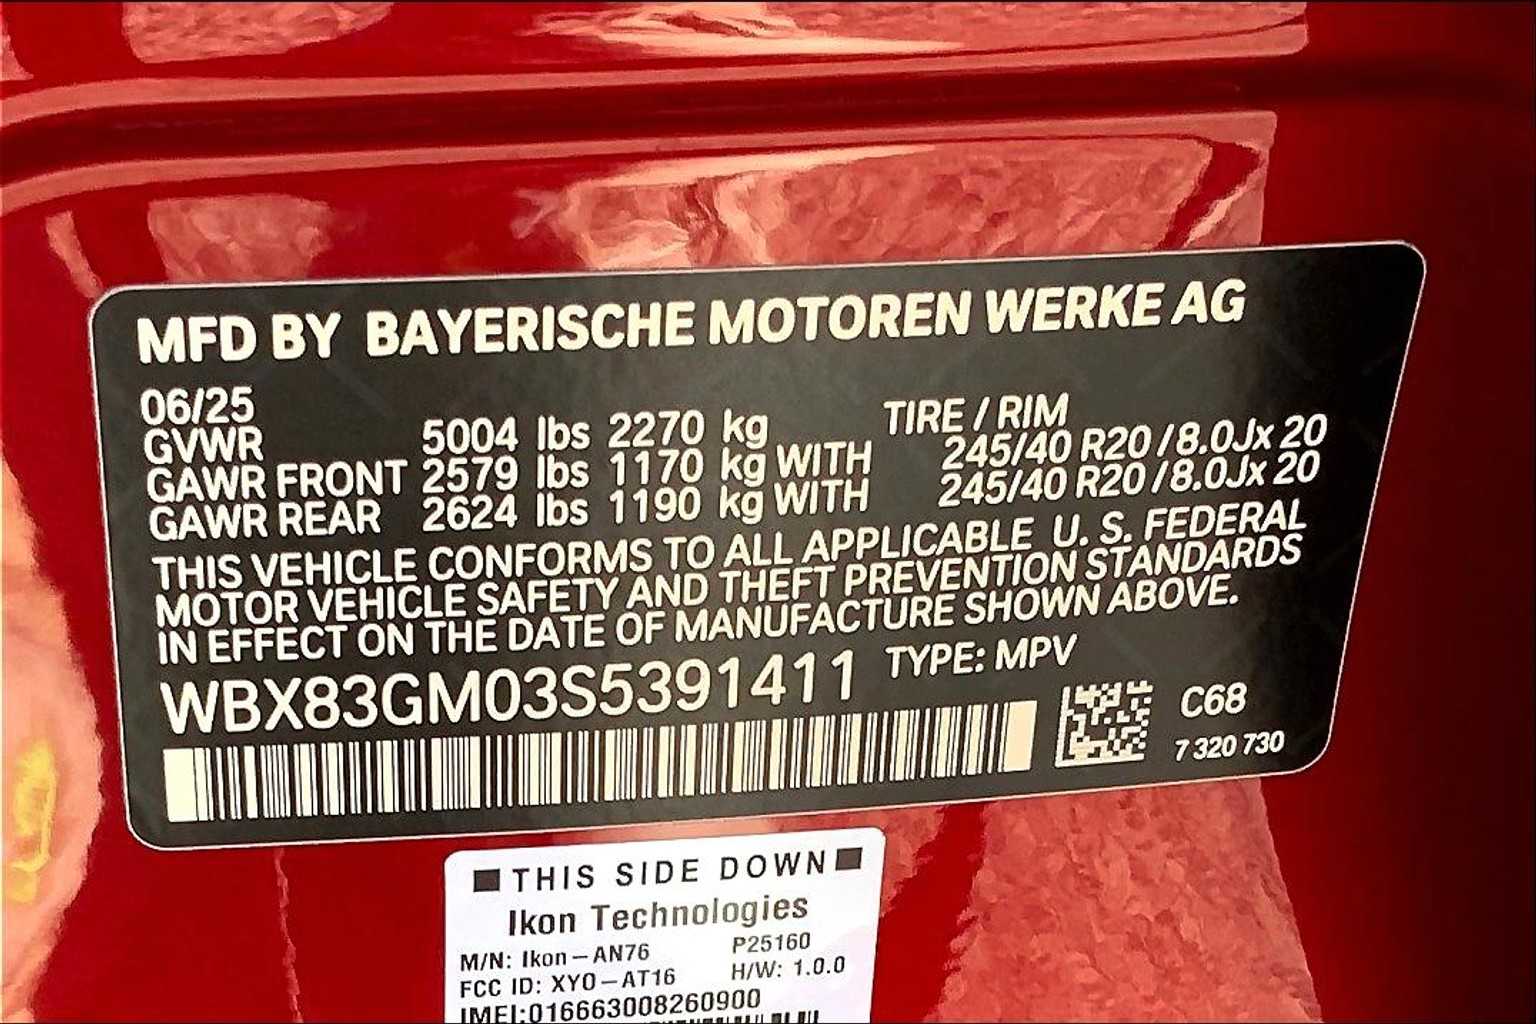 MFD BY BAYERISCHE MOTOREN WERKE AG
06/25
GVWR 5004 lbs 2270 kg TIRE / RIM
GAWR FRONT 2579 lbs 1170 kg WITH 245/40 R20 / 8.0Jx 20
GAWR REAR 2624 lbs 1190 kg WITH 245/40 R20 / 8.0Jx 20
THIS VEHICLE CONFORMS TO ALL APPLICABLE U. S. FEDERAL
MOTOR VEHICLE SAFETY AND THEFT PREVENTION STANDARDS
IN EFFECT ON THE DATE OF MANUFACTURE SHOWN ABOVE.
WBX83GM03S5391411 TYPE: MPV
C68
7 320 730
THIS SIDE DOWN
Ikon Technologies
M/N: Ikon-AN76 P25160
FCC ID: XYO-AT16 H/W: 1.0.0
IMEI:016663008260900